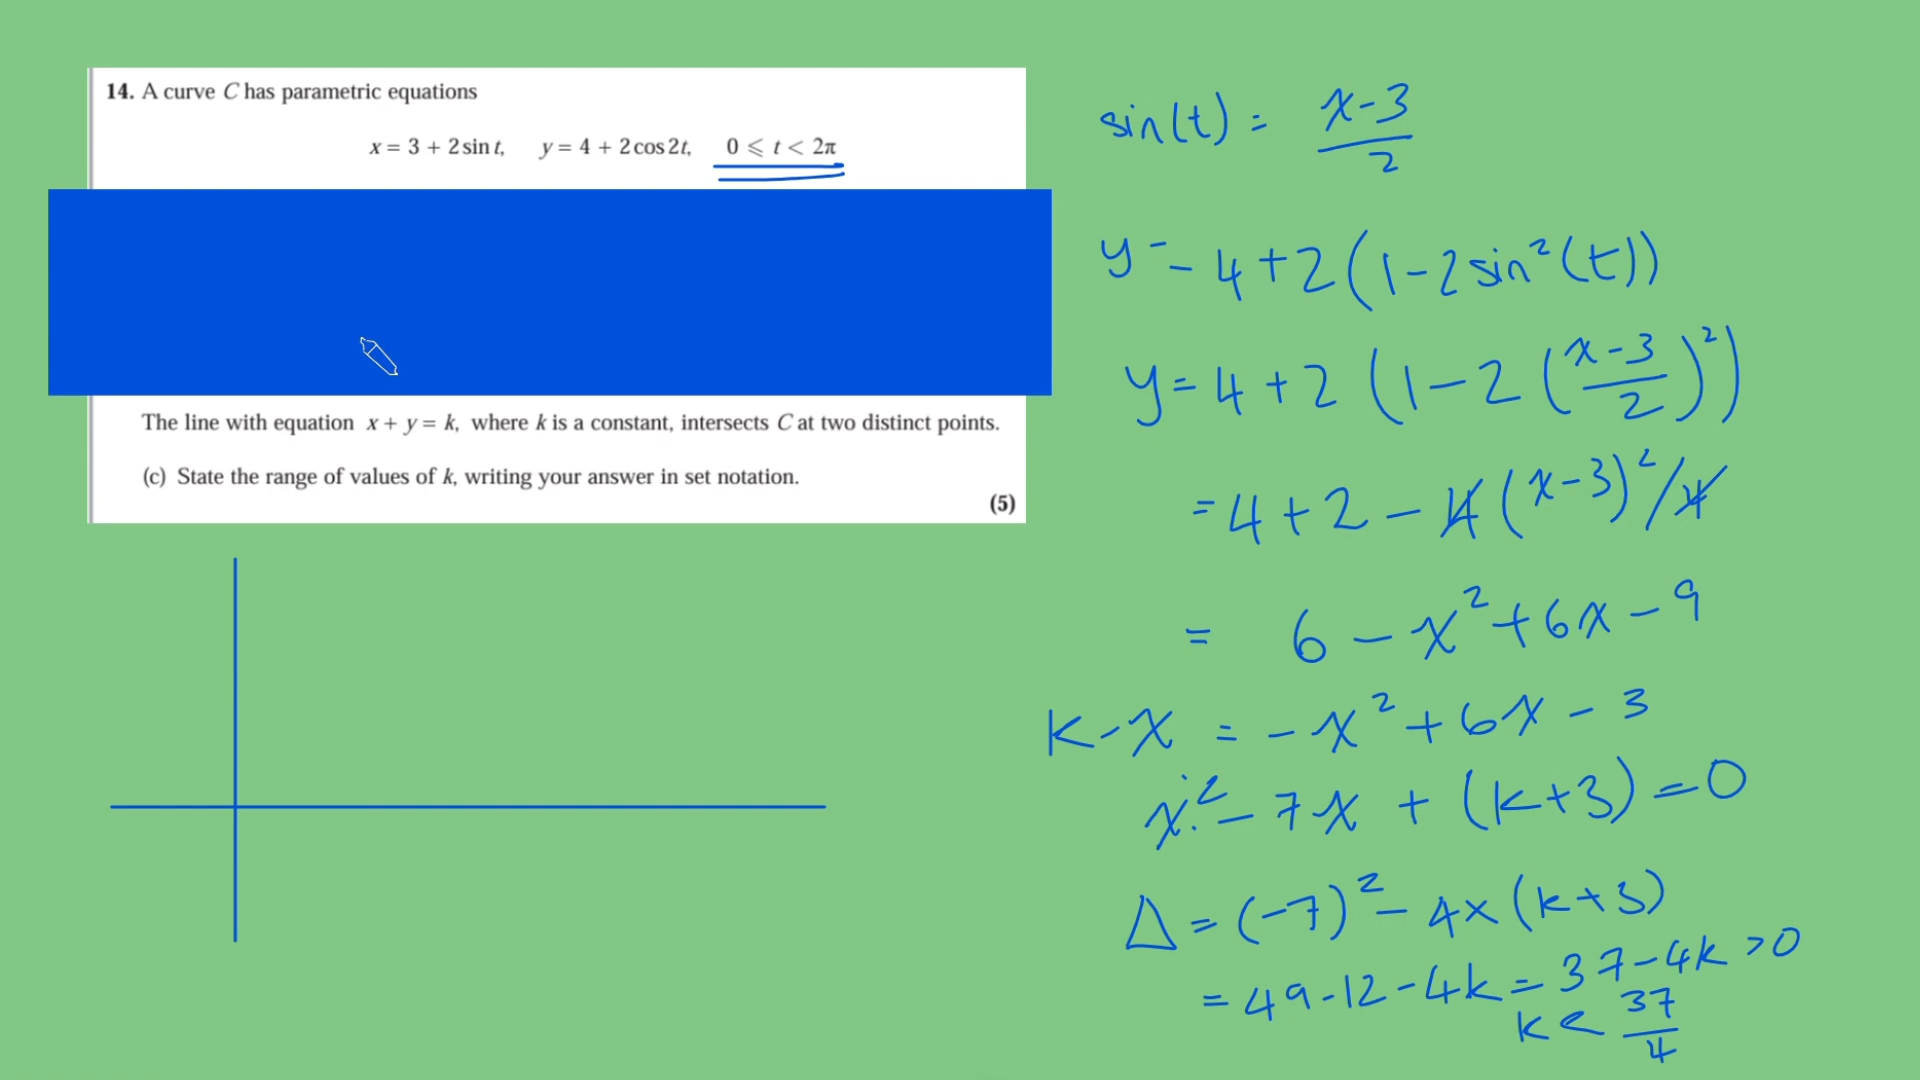 14. A curve C has parametric equations
x = 3 + 2 sin t, y = 4 + 2 cos 2t, 0 ⩽ t < 2π
The line with equation x + y = k, where k is a constant, intersects C at two distinct points.
(c) State the range of values of k, writing your answer in set notation.
(5)
sin(t) = (x-3)/2
y = 4+2(1-2sin²(t))
y = 4+2(1-2((x-3)/2)²)
= 4+2-4(x-3)²/4
= 6-x²+6x-9
k-x = -x²+6x-3
x²-7x+(k+3)=0
Δ=(-7)²-4×(k+3)
= 49-12-4k = 37-4k >0
k < 37/4